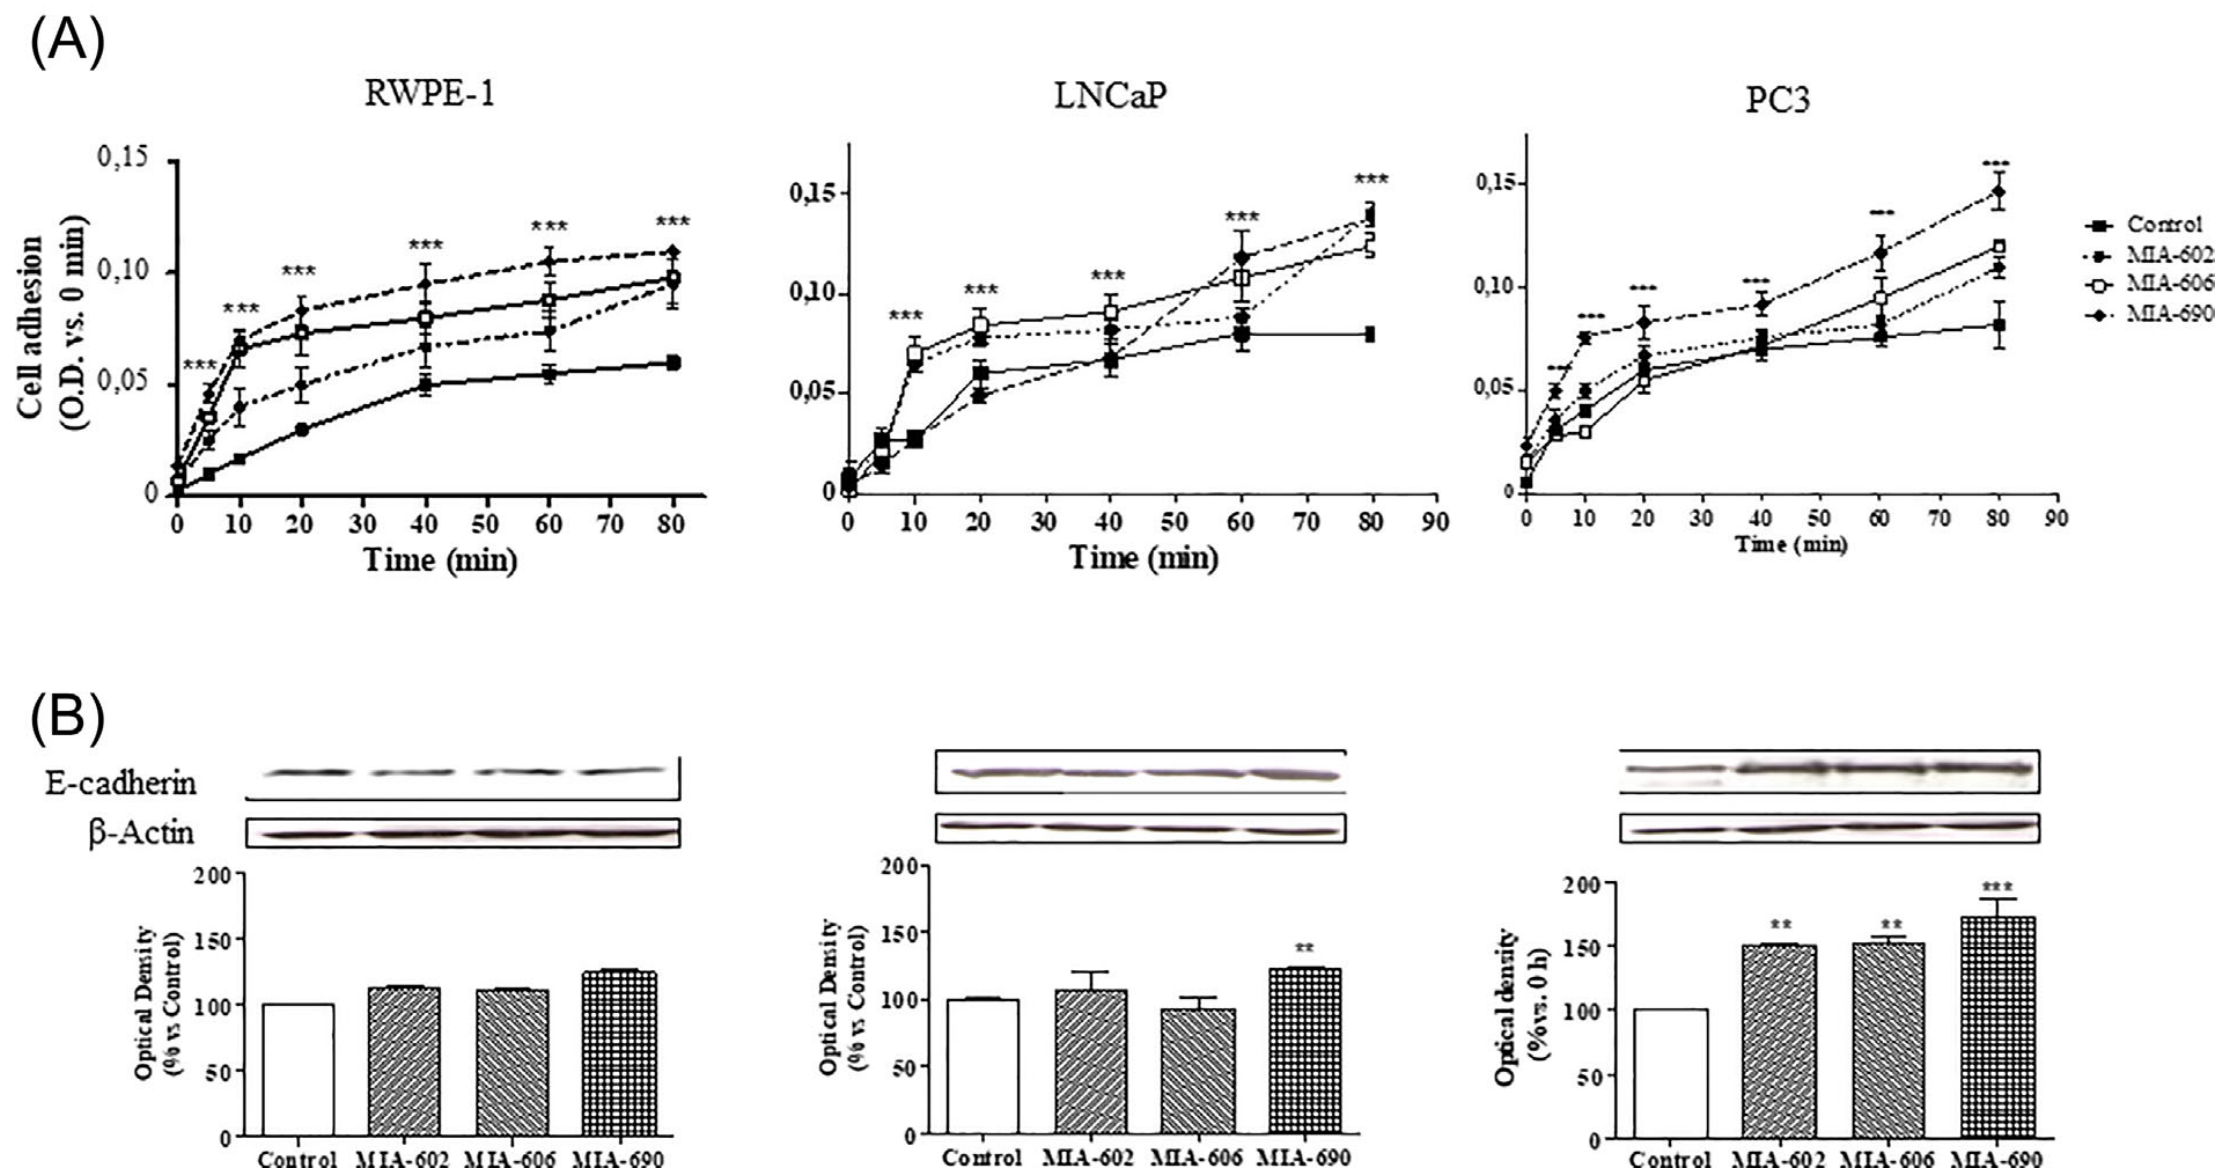 (A)
RWPE-1
LNCaP
PC3
Cell adhesion
(O.D. vs. 0 min)
0,15
0,10
0,05
0
*** *** *** *** *** ***
0 10 20 30 40 50 60 70 80
Time (min)
0,15
0,10
0,05
0
*** *** *** *** ***
0 10 20 30 40 50 60 70 80 90
Time (min)
0,15
0,10
0,05
0
*** *** *** *** *** ***
0 10 20 30 40 50 60 70 80 90
Time (min)
Control
MIA-602
MIA-606
MIA-690
(B)
E-cadherin
β-Actin
Optical Density
(% vs Control)
200
150
100
50
0
Control MIA-602 MIA-606 MIA-690
Optical Density
(% vs Control)
200
150
100
50
0
**
Control MIA-602 MIA-606 MIA-690
Optical density
(%vs. 0 h)
200
150
100
50
0
** ** ***
Control MIA-602 MIA-606 MIA-690